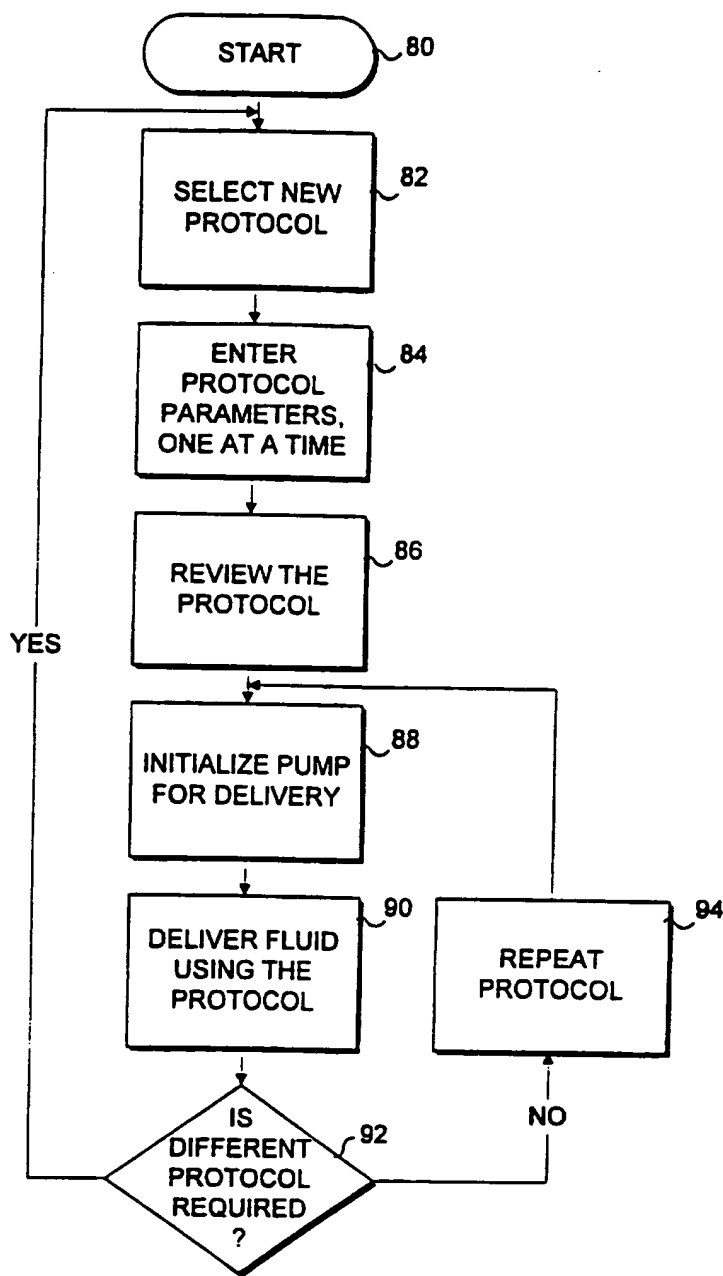 START
80
SELECT NEW
PROTOCOL
82
ENTER
PROTOCOL
PARAMETERS,
ONE AT A TIME
84
REVIEW THE
PROTOCOL
86
YES
INITIALIZE PUMP
FOR DELIVERY
88
DELIVER FLUID
USING THE
PROTOCOL
90
REPEAT
PROTOCOL
94
IS
DIFFERENT
PROTOCOL
REQUIRED
?
92
NO